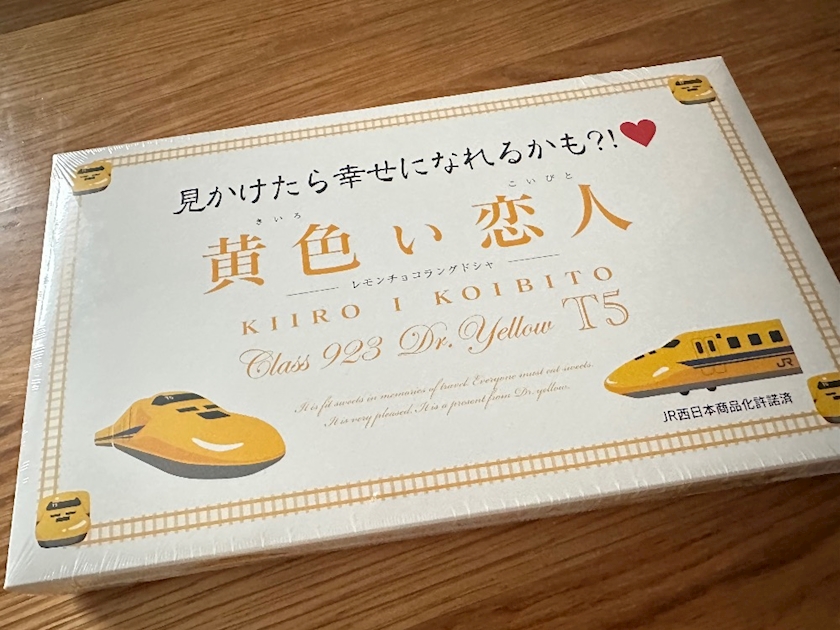 見かけたら幸せになれるかも?!
きいろ こいびと
黄色い恋人
レモンチョコラングドシャ
KIIRO I KOIBITO
Class 923 Dr. Yellow T5
It is fit sweets in memories of travel. Everyone must eat sweets.
It is very pleased. It is a present from Dr. yellow.
JR
JR西日本商品化許諾済